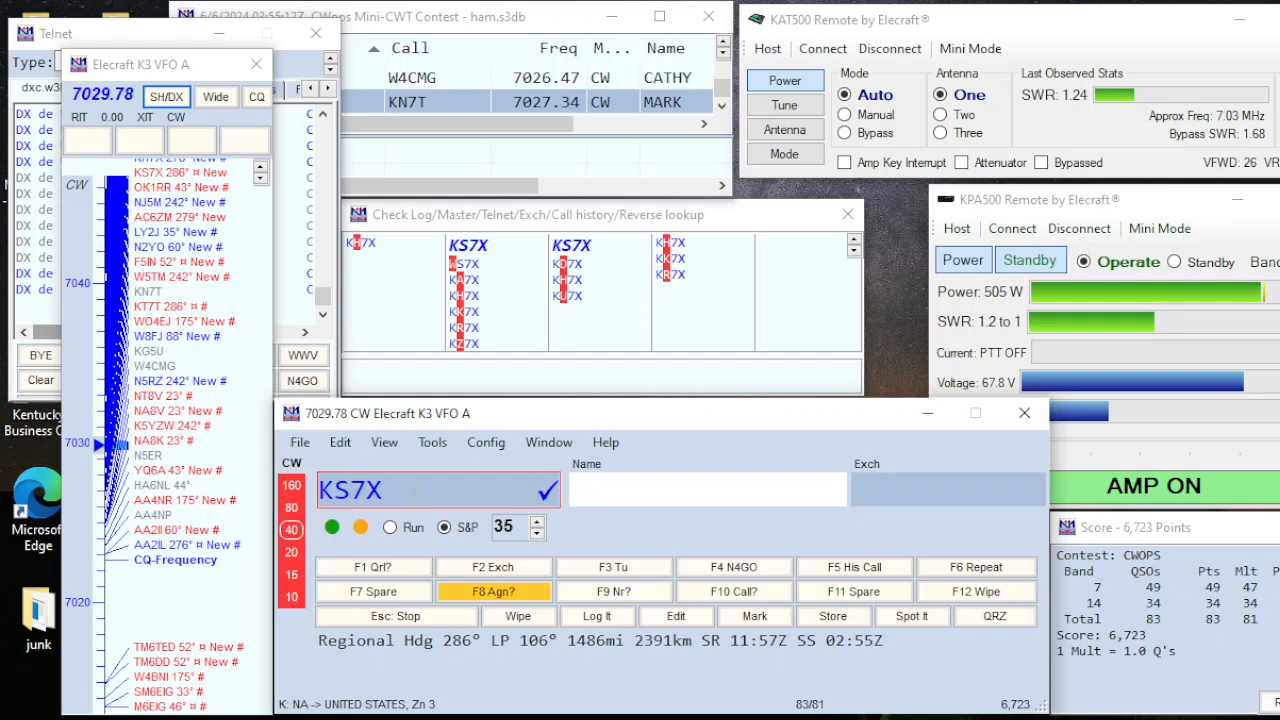 Telnet
Type:
dxc.w3
DX de
DX de
DX de
DX de
DX de
DX de
DX de
DX de
DX de
DX de
DX de
DX de
BYE
Clear
WWV
N4GO
Elecraft K3 VFO A
7029.78
SH/DX
Wide
CQ
RIT 0.00 XIT CW
CW
KS7X 286° ¤ New
OK1RR 43° New #
NJ5M 242° New #
AC6ZM 279° New
LY2J 35° New #
N2YO 60° New #
F5IN 52° ¤ New #
W5TM 242° New #
7040
KN7T
KT7T 286° ¤ #
WO4EJ 175° New #
W8FJ 88° New #
KG5U
W4CMG
N5RZ 242° New #
NT8V 23° New #
NA8V 23° New #
K5YZW 242° New #
7030
NA8K 23° #
N5ER
YQ6A 43° New #
HA6NL 44°
AA4NR 175° New #
AA4NP
AA2II 60° New #
AA2IL 276° ¤ New #
CQ-Frequency
7020
TM6TED 52° ¤ New #
TM6DD 52° ¤ New #
W4BNI 175° #
SM6EIG 33° #
M6EIG 46° ¤ #
6/6/2024 03:55:12Z CWops Mini-CWT Contest - ham.s3db
Call Freq M... Name
W4CMG 7026.47 CW CATHY
KN7T 7027.34 CW MARK
Check Log/Master/Telnet/Exch/Call history/Reverse lookup
KH7X
KS7X
WS7X
KA7X
KH7X
KK7X
KR7X
KZ7X
KS7X
KD7X
KH7X
KU7X
KH7X
KK7X
KR7X
KAT500 Remote by Elecraft®
Host Connect Disconnect Mini Mode
Power
Tune
Antenna
Mode
Mode
Auto
Manual
Bypass
Antenna
One
Two
Three
Last Observed Stats
SWR: 1.24
Approx Freq: 7.03 MHz
Bypass SWR: 1.68
Amp Key Interrupt Attenuator Bypassed VFWD: 26
KPA500 Remote by Elecraft®
Host Connect Disconnect Mini Mode
Power Standby Operate Standby Band
Power: 505 W
SWR: 1.2 to 1
Current: PTT OFF
Voltage: 67.8 V
AMP ON
7029.78 CW Elecraft K3 VFO A
File Edit View Tools Config Window Help
CW Name Exch
160
80
40
20
15
10
KS7X
Run S&P 35
F1 Qrl? F2 Exch F3 Tu F4 N4GO F5 His Call F6 Repeat
F7 Spare F8 Agn? F9 Nr? F10 Call? F11 Spare F12 Wipe
Esc: Stop Wipe Log It Edit Mark Store Spot It QRZ
Regional Hdg 286° LP 106° 1486mi 2391km SR 11:57Z SS 02:55Z
K: NA -> UNITED STATES, Zn 3 83/81 6,723
Score - 6,723 Points
Contest: CWOPS
Band QSOs Pts Mlt
7 49 49 47
14 34 34 34
Total 83 83 81
Score: 6,723
1 Mult = 1.0 Q's
Kentucky
Business C
Microsoft
Edge
junk